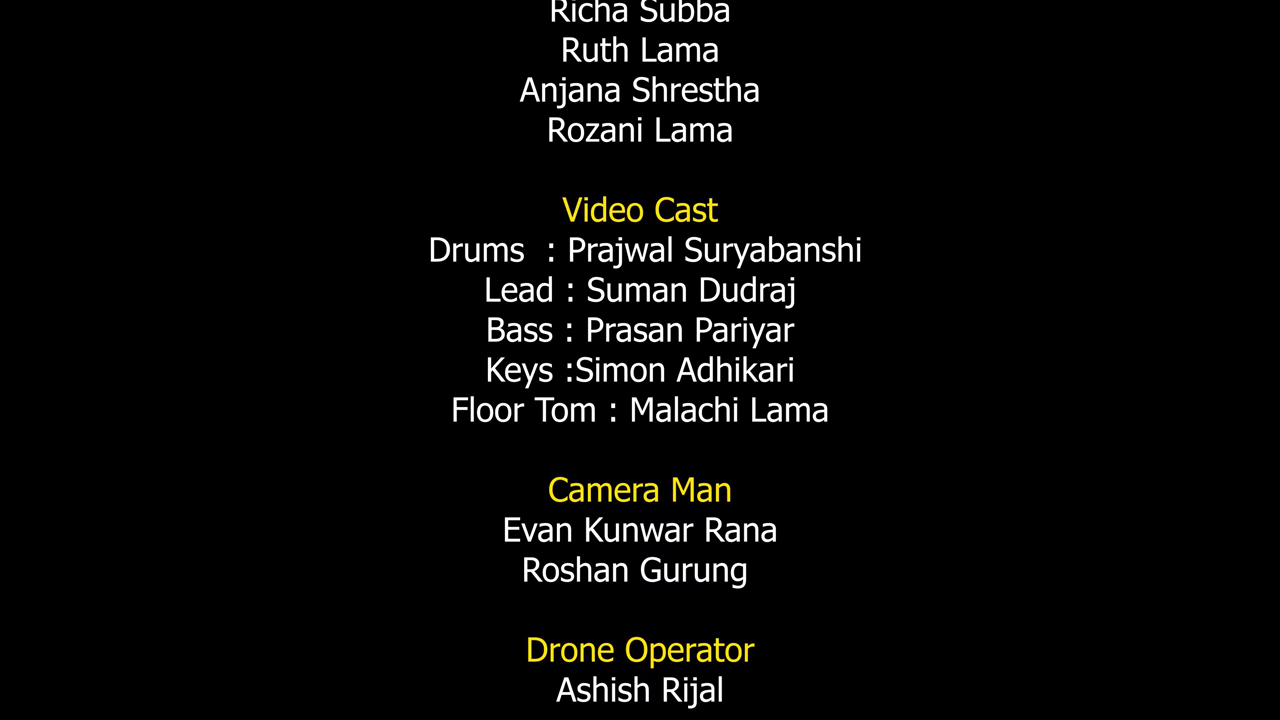 Richa Subba
Ruth Lama
Anjana Shrestha
Rozani Lama
Video Cast
Drums  : Prajwal Suryabanshi
Lead : Suman Dudraj
Bass : Prasan Pariyar
Keys :Simon Adhikari
Floor Tom : Malachi Lama
Camera Man
Evan Kunwar Rana
Roshan Gurung
Drone Operator
Ashish Rijal